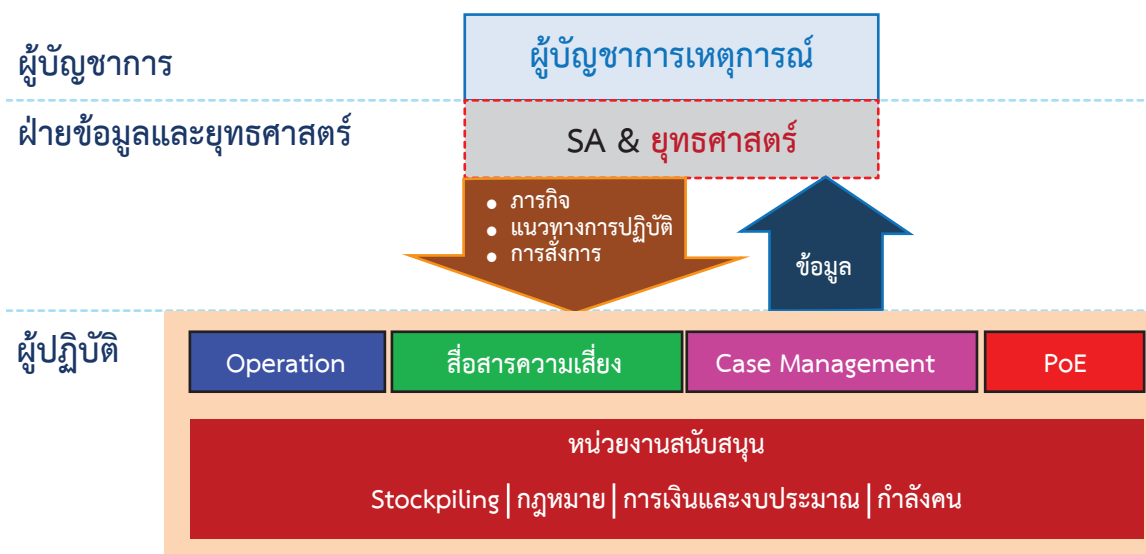 ผู้บัญชาการ
ผู้บัญชาการเหตุการณ์
ฝ่ายข้อมูลและยุทธศาสตร์
SA & ยุทธศาสตร์
• ภารกิจ
• แนวทางการปฏิบัติ
• การสั่งการ
ข้อมูล
ผู้ปฏิบัติ
Operation
สื่อสารความเสี่ยง
Case Management
PoE
หน่วยงานสนับสนุน
Stockpiling|กฎหมาย|การเงินและงบประมาณ|กำลังคน